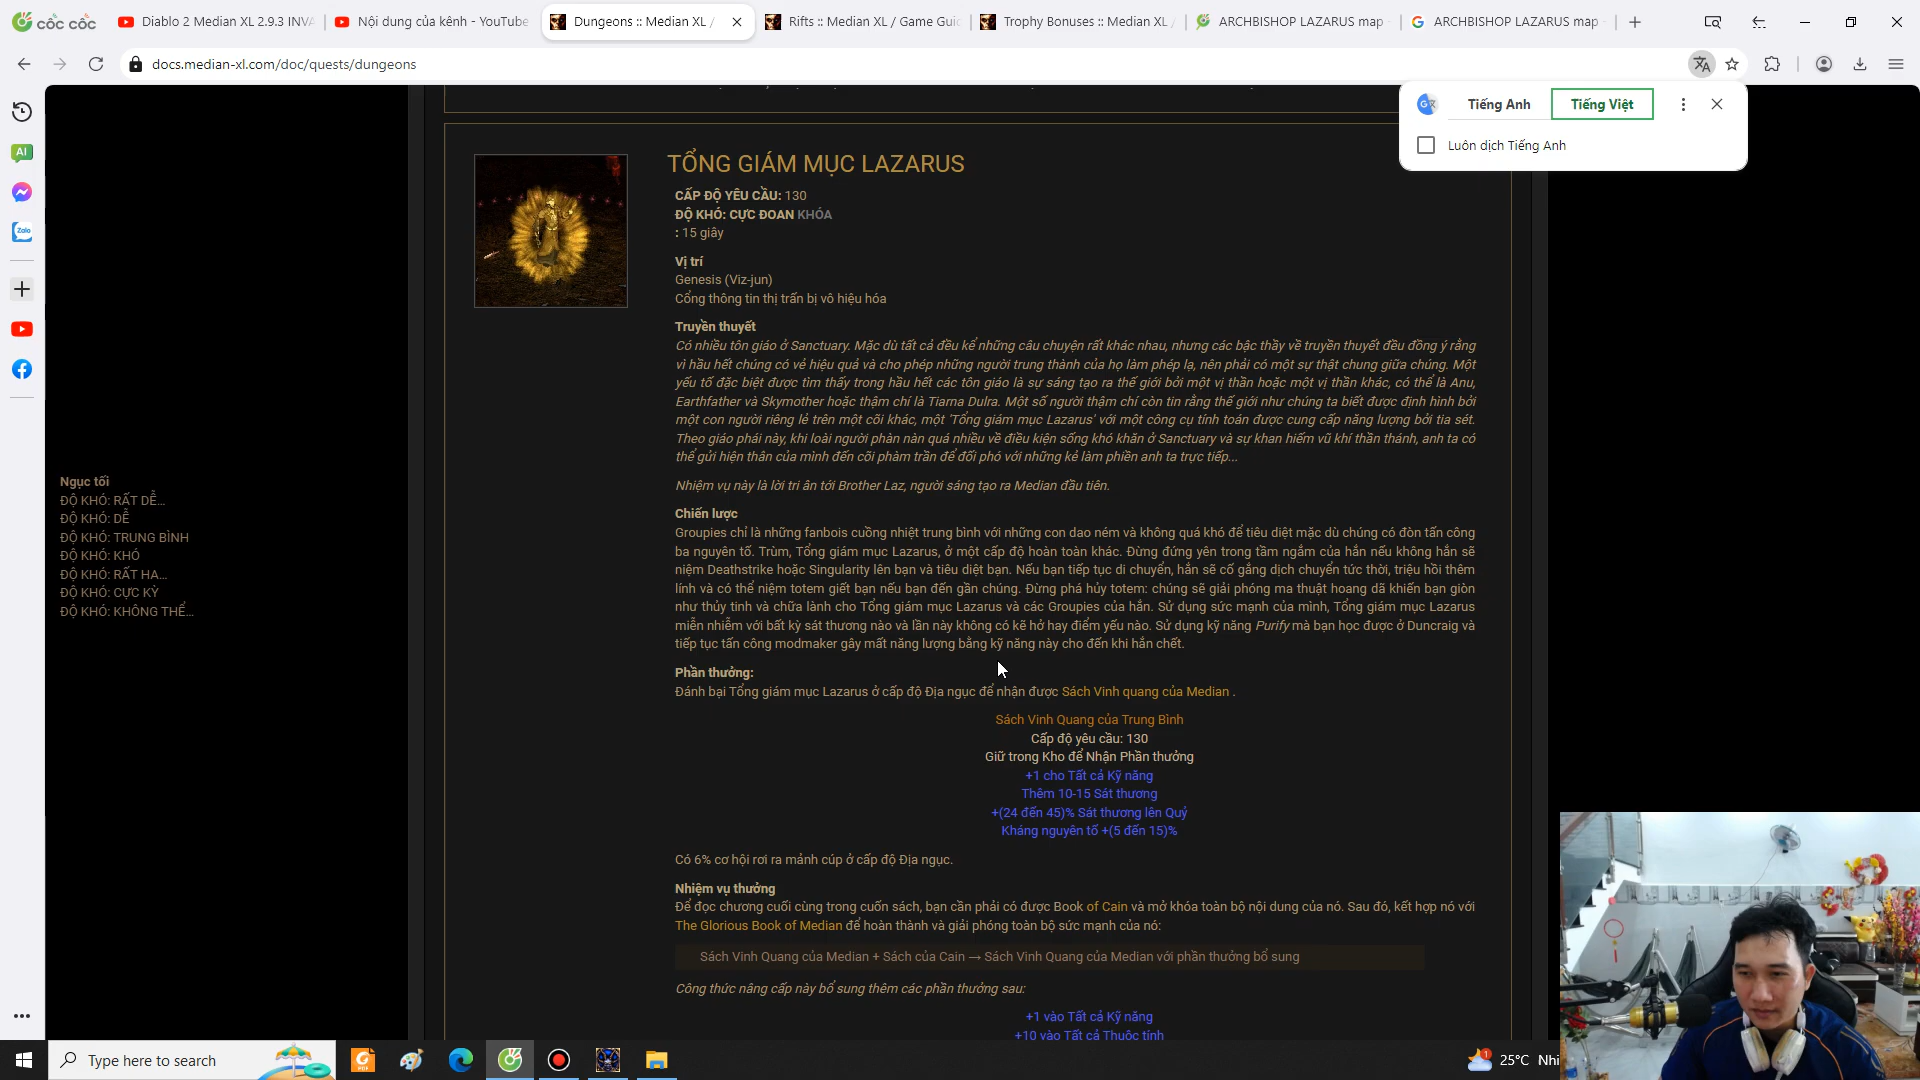 cốc cốc
Diablo 2 Median XL 2.9.3 INVA
Nội dung của kênh - YouTube
Dungeons :: Median XL /
Rifts :: Median XL / Game Guid
Trophy Bonuses :: Median XL /
ARCHBISHOP LAZARUS map
ARCHBISHOP LAZARUS map
docs.median-xl.com/doc/quests/dungeons
Tiếng Anh
Tiếng Việt
Luôn dịch Tiếng Anh
AI
Zalo
TỔNG GIÁM MỤC LAZARUS
CẤP ĐỘ YÊU CẦU: 130
ĐỘ KHÓ: CỰC ĐOAN KHÓA
: 15 giây
Vị trí
Genesis (Viz-jun)
Cổng thông tin thị trấn bị vô hiệu hóa
Truyền thuyết
Có nhiều tôn giáo ở Sanctuary. Mặc dù tất cả đều kể những câu chuyện rất khác nhau, nhưng các bậc thầy về truyền thuyết đều đồng ý rằng
vì hầu hết chúng có vẻ hiệu quả và cho phép những người trung thành của họ làm phép lạ, nên phải có một sự thật chung giữa chúng. Một
yếu tố đặc biệt được tìm thấy trong hầu hết các tôn giáo là sự sáng tạo ra thế giới bởi một vị thần hoặc một vị thần khác, có thể là Anu,
Earthfather và Skymother hoặc thậm chí là Tiarna Dulra. Một số người thậm chí còn tin rằng thế giới như chúng ta biết được định hình bởi
một con người riêng lẻ trên một cõi khác, một 'Tổng giám mục Lazarus' với một công cụ tính toán được cung cấp năng lượng bởi tia sét.
Theo giáo phái này, khi loài người phàn nàn quá nhiều về điều kiện sống khó khăn ở Sanctuary và sự khan hiếm vũ khí thần thánh, anh ta có
thể gửi hiện thân của mình đến cõi phàm trần để đối phó với những kẻ làm phiền anh ta trực tiếp...
Nhiệm vụ này là lời tri ân tới Brother Laz, người sáng tạo ra Median đầu tiên.
Chiến lược
Groupies chỉ là những fanbois cuồng nhiệt trung bình với những con dao ném và không quá khó để tiêu diệt mặc dù chúng có đòn tấn công
ba nguyên tố. Trùm, Tổng giám mục Lazarus, ở một cấp độ hoàn toàn khác. Đừng đứng yên trong tầm ngắm của hắn nếu không hắn sẽ
niệm Deathstrike hoặc Singularity lên bạn và tiêu diệt bạn. Nếu bạn tiếp tục di chuyển, hắn sẽ cố gắng dịch chuyển tức thời, triệu hồi thêm
lính và có thể niệm totem giết bạn nếu bạn đến gần chúng. Đừng phá hủy totem: chúng sẽ giải phóng ma thuật hoang dã khiến bạn giòn
như thủy tinh và chữa lành cho Tổng giám mục Lazarus và các Groupies của hắn. Sử dụng sức mạnh của mình, Tổng giám mục Lazarus
miễn nhiễm với bất kỳ sát thương nào và lần này không có kẽ hở hay điểm yếu nào. Sử dụng kỹ năng Purify mà bạn học được ở Duncraig và
tiếp tục tấn công modmaker gây mất năng lượng bằng kỹ năng này cho đến khi hắn chết.
Phần thưởng:
Đánh bại Tổng giám mục Lazarus ở cấp độ Địa ngục để nhận được Sách Vinh quang của Median .
Sách Vinh Quang của Trung Bình
Cấp độ yêu cầu: 130
Giữ trong Kho để Nhận Phần thưởng
+1 cho Tất cả Kỹ năng
Thêm 10-15 Sát thương
+(24 đến 45)% Sát thương lên Quỷ
Kháng nguyên tố +(5 đến 15)%
Có 6% cơ hội rơi ra mảnh cúp ở cấp độ Địa ngục.
Nhiệm vụ thưởng
Để đọc chương cuối cùng trong cuốn sách, bạn cần phải có được Book of Cain và mở khóa toàn bộ nội dung của nó. Sau đó, kết hợp nó với
The Glorious Book of Median để hoàn thành và giải phóng toàn bộ sức mạnh của nó:
Sách Vinh Quang của Median + Sách của Cain → Sách Vinh Quang của Median với phần thưởng bổ sung
Công thức nâng cấp này bổ sung thêm các phần thưởng sau:
+1 vào Tất cả Kỹ năng
+10 vào Tất cả Thuộc tính
Ngục tối
ĐỘ KHÓ: RẤT DỄ...
ĐỘ KHÓ: DỄ
ĐỘ KHÓ: TRUNG BÌNH
ĐỘ KHÓ: KHÓ
ĐỘ KHÓ: RẤT HA...
ĐỘ KHÓ: CỰC KỲ
ĐỘ KHÓ: KHÔNG THỂ...
Type here to search
1
25°C Nhi